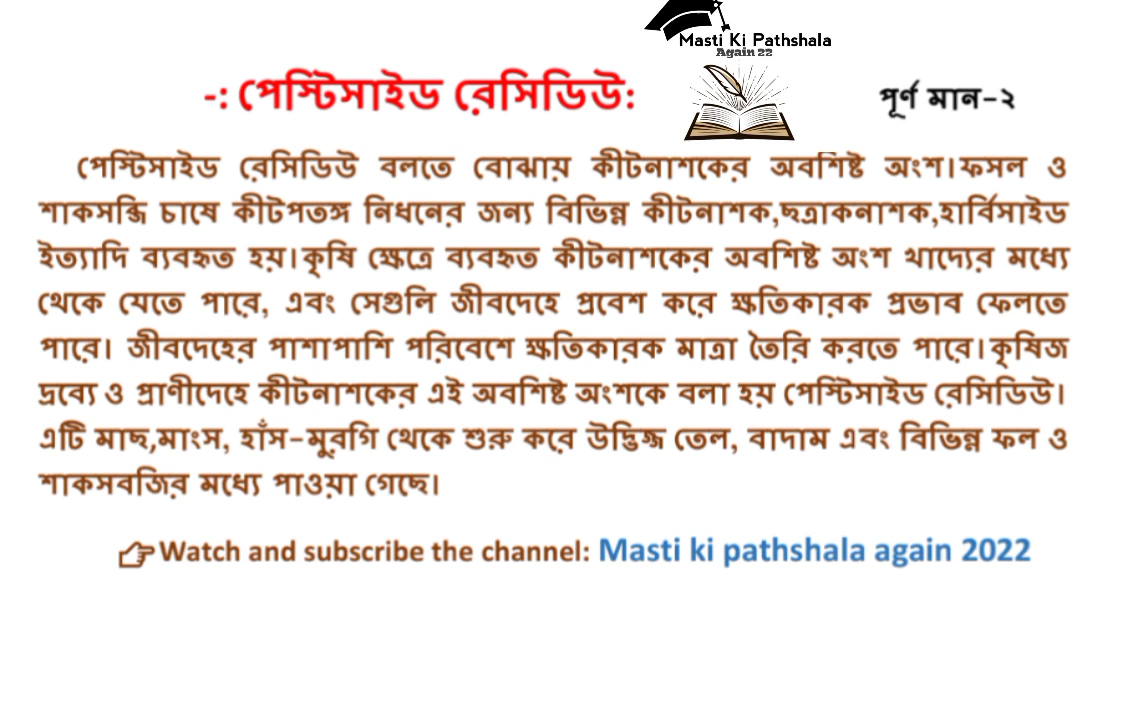 Masti Ki Pathshala
Again 22
-: পেস্টিসাইড রেসিডিউ:
পূর্ণ মান-২
পেস্টিসাইড রেসিডিউ বলতে বোঝায় কীটনাশকের অবশিষ্ট অংশ।ফসল ও
শাকসব্জি চাষে কীটপতঙ্গ নিধনের জন্য বিভিন্ন কীটনাশক,ছত্রাকনাশক,হার্বিসাইড
ইত্যাদি ব্যবহৃত হয়।কৃষি ক্ষেত্রে ব্যবহৃত কীটনাশকের অবশিষ্ট অংশ খাদ্যের মধ্যে
থেকে যেতে পারে, এবং সেগুলি জীবদেহে প্রবেশ করে ক্ষতিকারক প্রভাব ফেলতে
পারে। জীবদেহের পাশাপাশি পরিবেশে ক্ষতিকারক মাত্রা তৈরি করতে পারে।কৃষিজ
দ্রব্যে ও প্রাণীদেহে কীটনাশকের এই অবশিষ্ট অংশকে বলা হয় পেস্টিসাইড রেসিডিউ।
এটি মাছ,মাংস, হাঁস-মুরগি থেকে শুরু করে উদ্ভিজ্জ তেল, বাদাম এবং বিভিন্ন ফল ও
শাকসবজির মধ্যে পাওয়া গেছে।
Watch and subscribe the channel: Masti ki pathshala again 2022